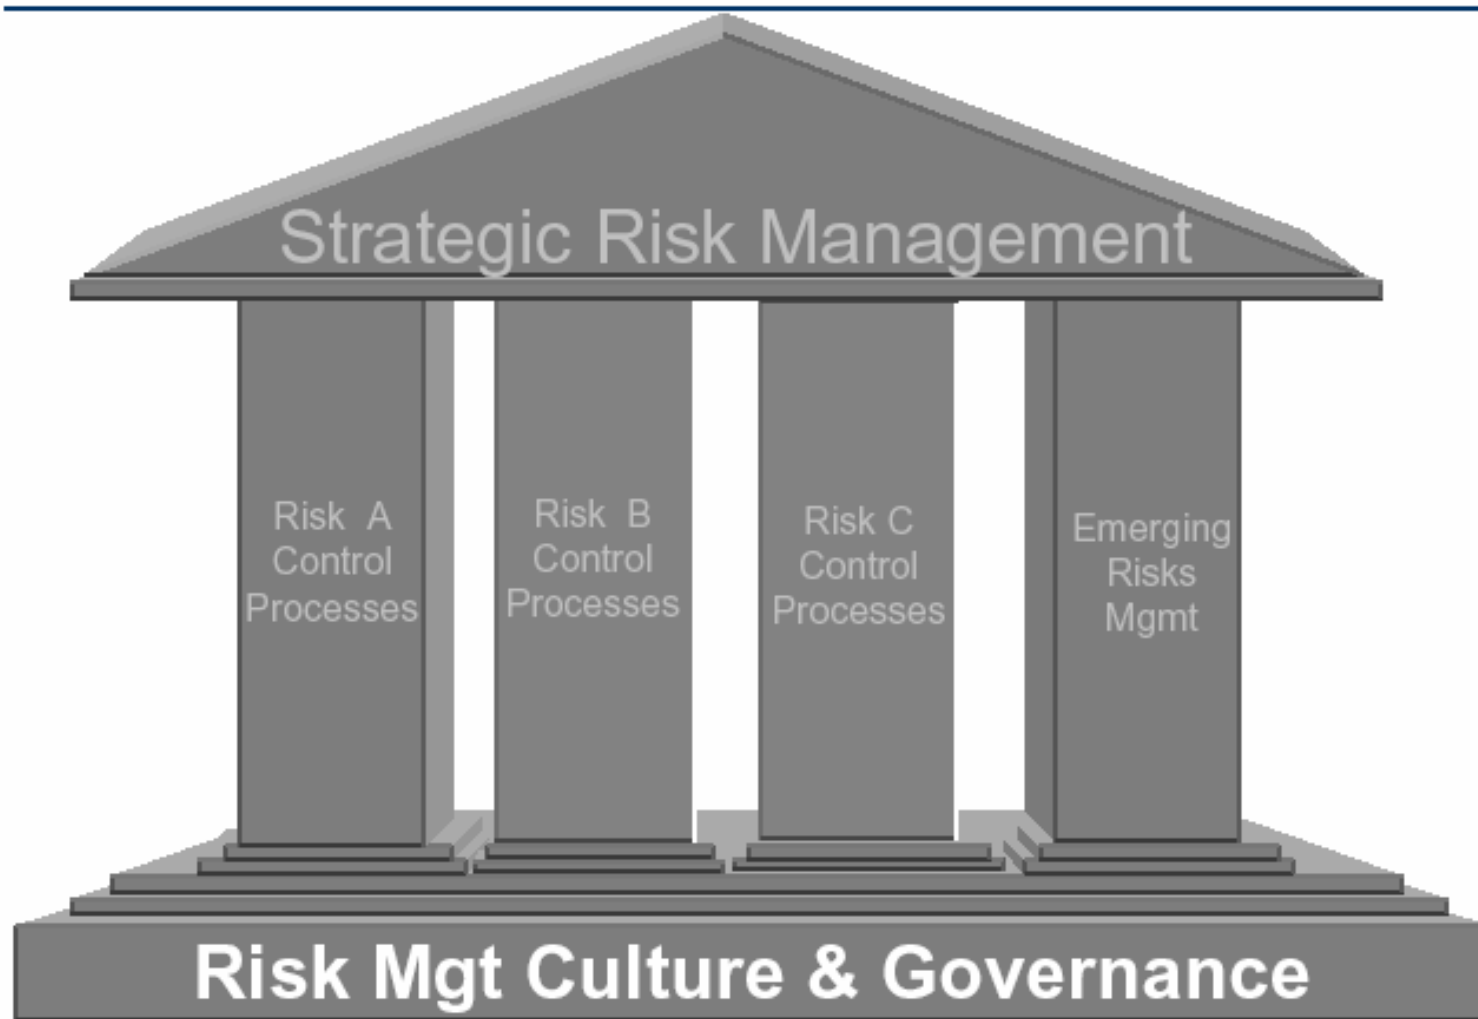 Strategic Risk Management
Risk A
Control
Processes
Risk B
Control
Processes
Risk C
Control
Processes
Emerging
Risks
Mgmt
Risk Mgt Culture & Governance